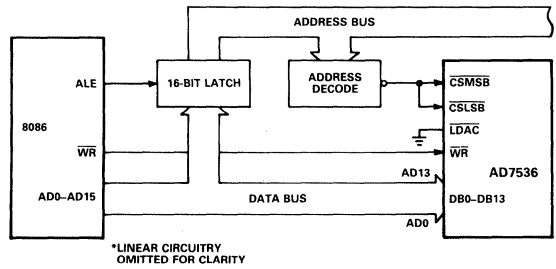 ADDRESS BUS
ALE
16-BIT LATCH
ADDRESS
DECODE
CSMSB
CSLSB
LDAC
WR
8086
WR
AD7536
AD13
AD0–AD15
DATA BUS
DB0–DB13
AD0
*LINEAR CIRCUITRY
OMITTED FOR CLARITY